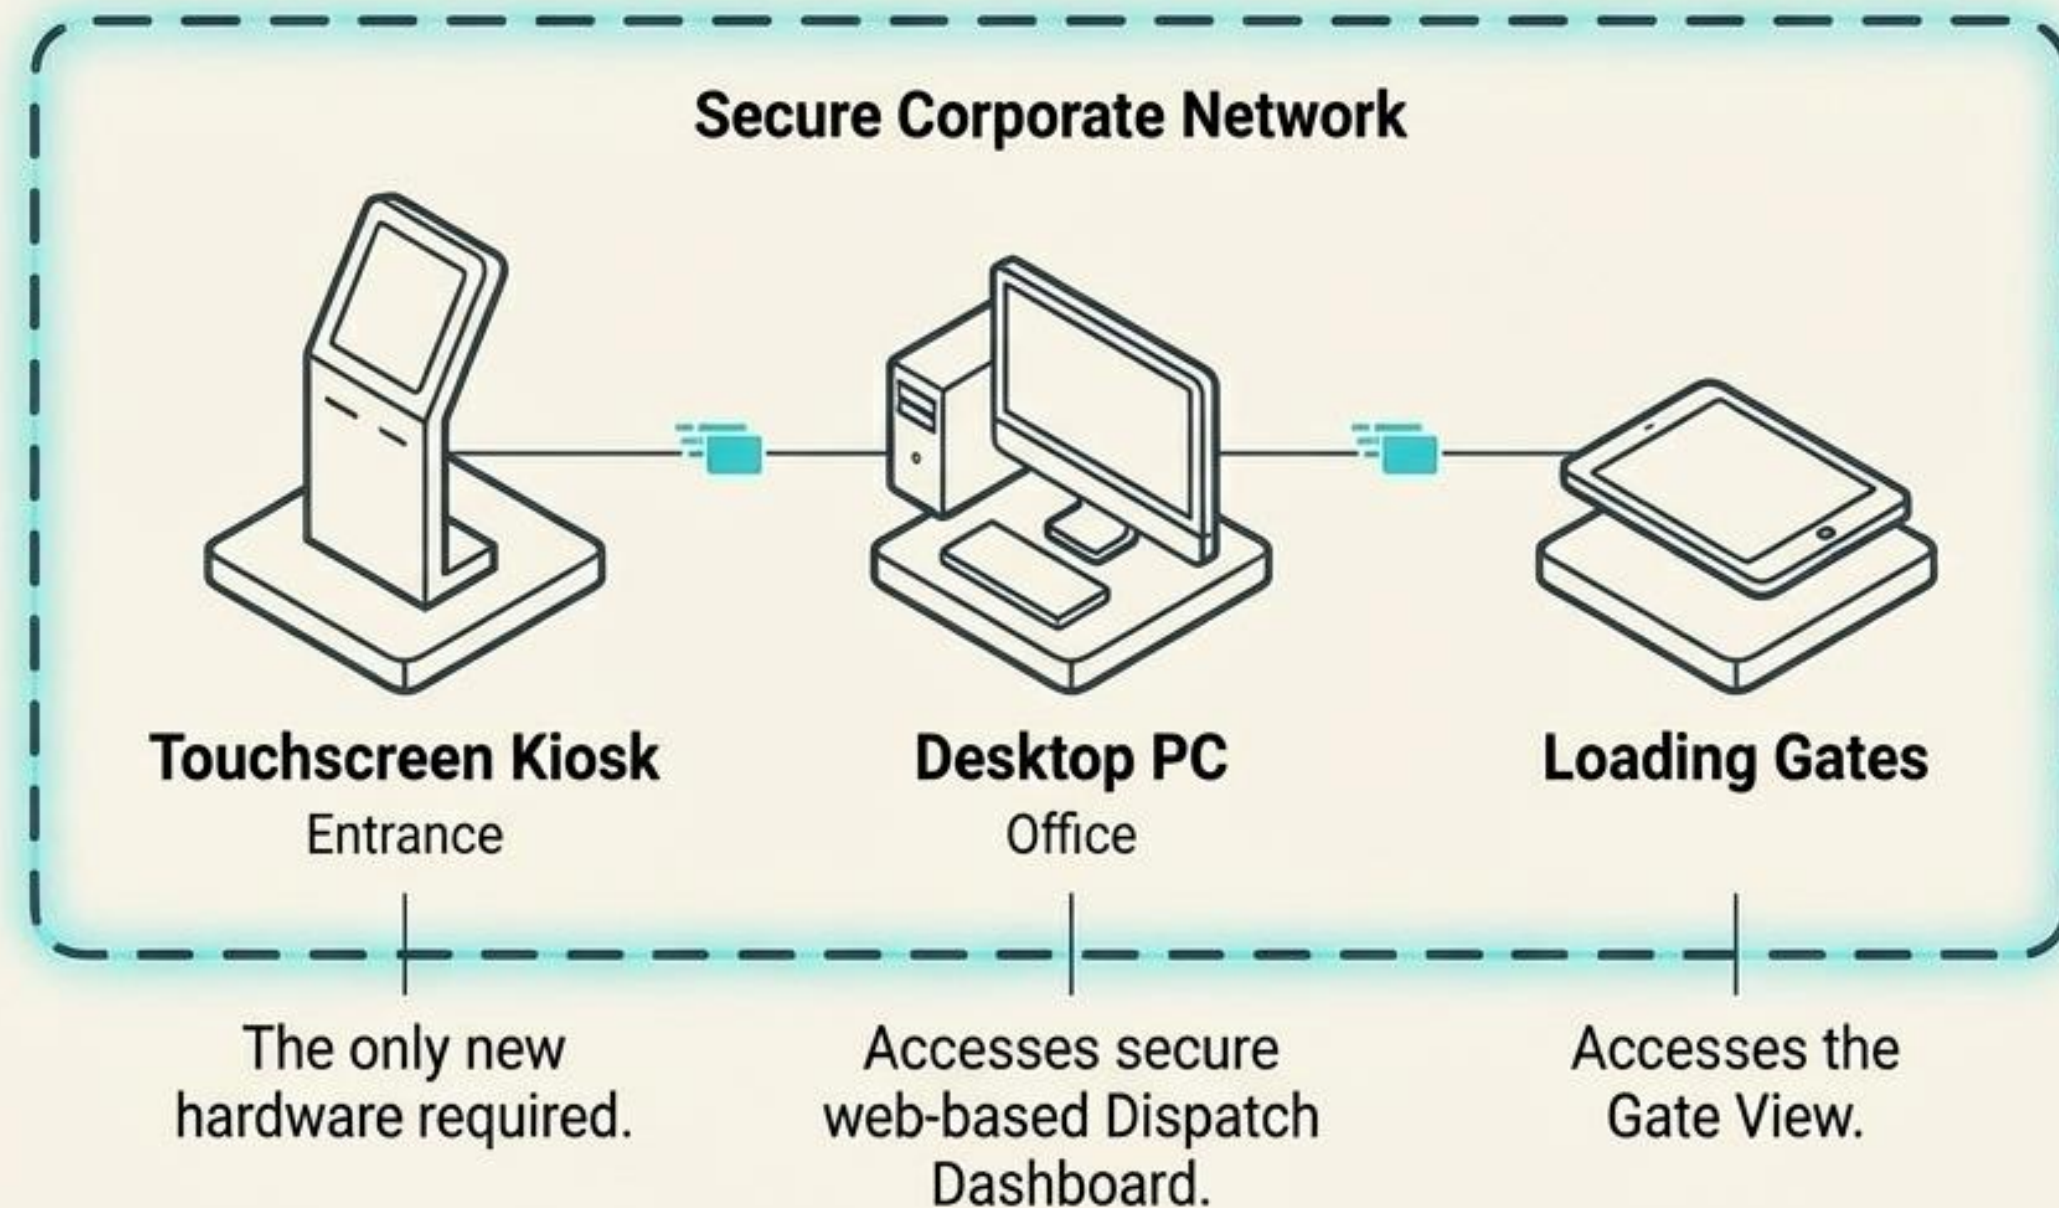 Secure Corporate Network
Touchscreen Kiosk
Entrance
The only new
hardware required.
Desktop PC
Office
Accesses secure
web-based Dispatch
Dashboard.
Loading Gates
Accesses the
Gate View.